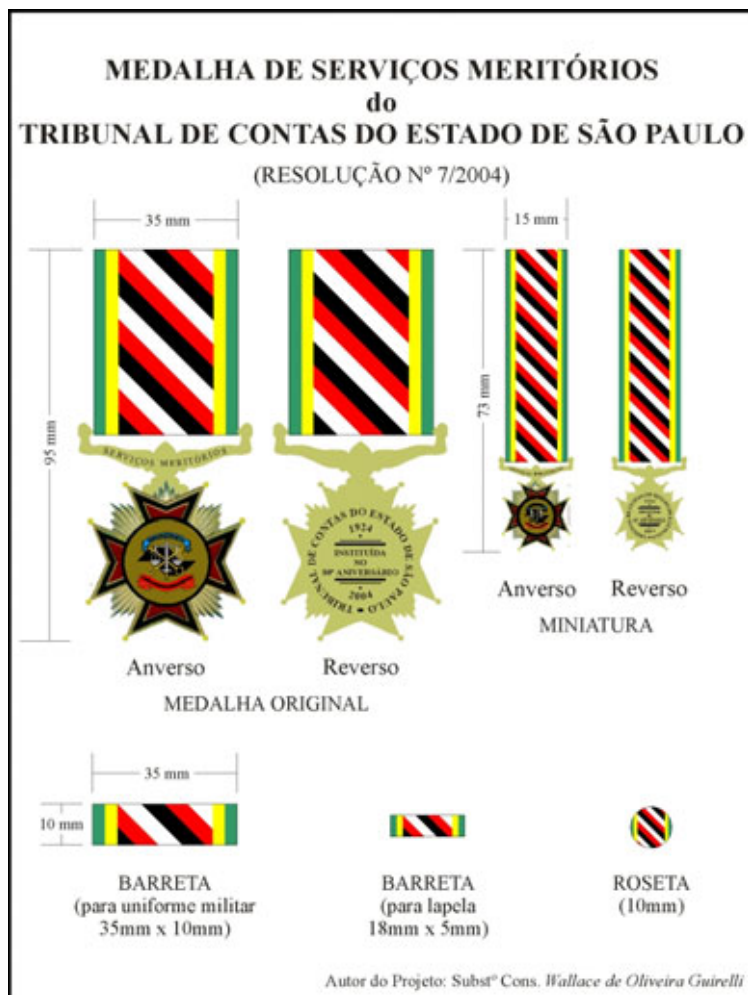 MEDALHA DE SERVIÇOS MERITÓRIOS
do
TRIBUNAL DE CONTAS DO ESTADO DE SÃO PAULO
(RESOLUÇÃO Nº 7/2004)
35 mm
15 mm
95 mm
73 mm
SERVIÇOS MERITÓRIOS
TRIBUNAL DE CONTAS DO ESTADO DE SÃO PAULO
1924
INSTITUÍDA
NO
80º ANIVERSÁRIO
2004
Anverso
Reverso
MEDALHA ORIGINAL
Anverso
Reverso
MINIATURA
35 mm
10 mm
BARRETA
(para uniforme militar
35mm x 10mm)
BARRETA
(para lapela
18mm x 5mm)
ROSETA
(10mm)
Autor do Projeto: Substº Cons. Wallace de Oliveira Guirelli